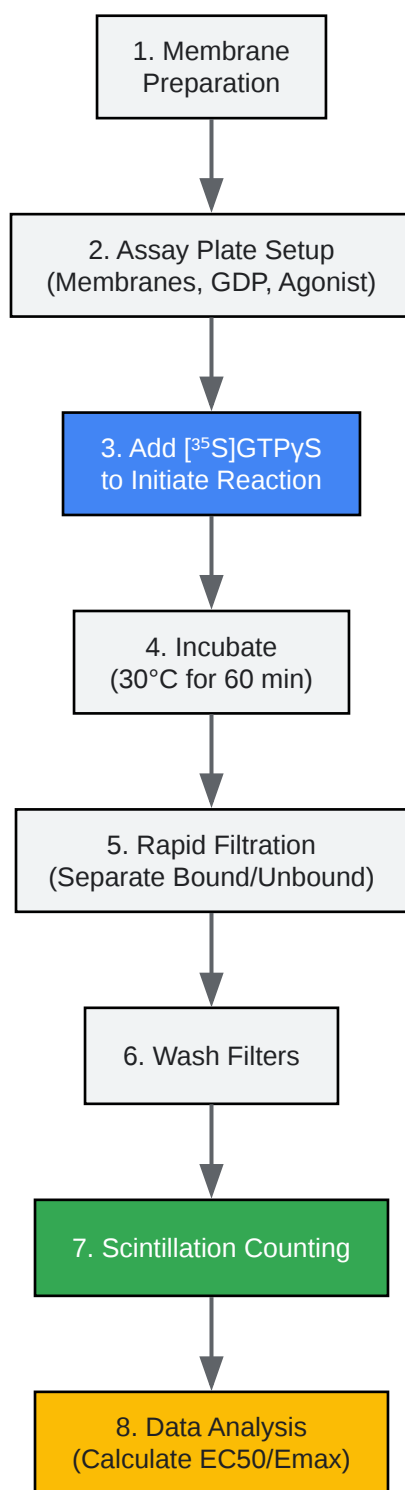 1. Membrane
Preparation
2. Assay Plate Setup
(Membranes, GDP, Agonist)
3. Add [³⁵S]GTPγS
to Initiate Reaction
4. Incubate
(30°C for 60 min)
5. Rapid Filtration
(Separate Bound/Unbound)
6. Wash Filters
7. Scintillation Counting
8. Data Analysis
(Calculate EC50/Emax)